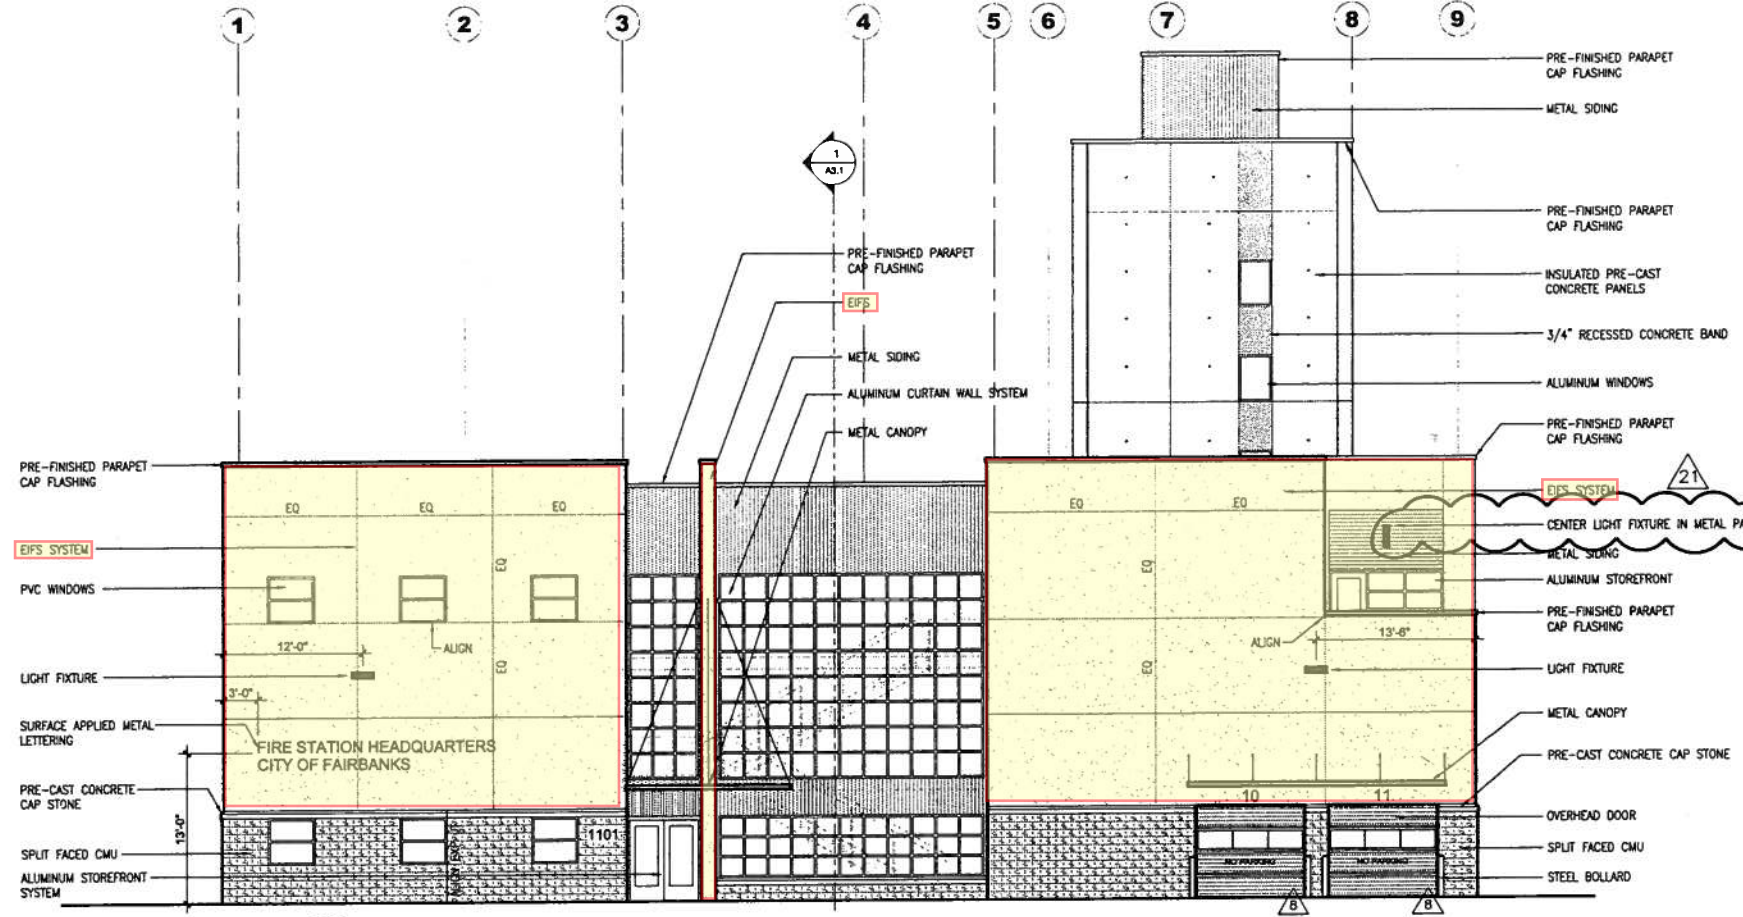 1
2
3
4
5
6
7
8
9
PRE-FINISHED PARAPET
CAP FLASHING
METAL SIDING
1
A3.1
PRE-FINISHED PARAPET
CAP FLASHING
PRE-FINISHED PARAPET
CAP FLASHING
INSULATED PRE-CAST
CONCRETE PANELS
EIFS
3/4" RECESSED CONCRETE BAND
METAL SIDING
ALUMINUM WINDOWS
ALUMINUM CURTAIN WALL SYSTEM
METAL CANOPY
PRE-FINISHED PARAPET
CAP FLASHING
PRE-FINISHED PARAPET
CAP FLASHING
EIFS SYSTEM
21
EQ
EQ
EQ
EQ
EQ
CENTER LIGHT FIXTURE IN METAL PA
METAL SIDING
EIFS SYSTEM
EQ
EQ
ALUMINUM STOREFRONT
PVC WINDOWS
PRE-FINISHED PARAPET
CAP FLASHING
12'-0"
ALIGN
ALIGN
13'-6"
EQ
EQ
LIGHT FIXTURE
LIGHT FIXTURE
3'-0"
METAL CANOPY
SURFACE APPLIED METAL
LETTERING
FIRE STATION HEADQUARTERS
CITY OF FAIRBANKS
PRE-CAST CONCRETE CAP STONE
PRE-CAST CONCRETE
CAP STONE
10
11
13'-0"
OVERHEAD DOOR
1101
SPLIT FACED CMU
SPLIT FACED CMU
NO PARKING
NO PARKING
ALUMINUM STOREFRONT
SYSTEM
STEEL BOLLARD
8
8